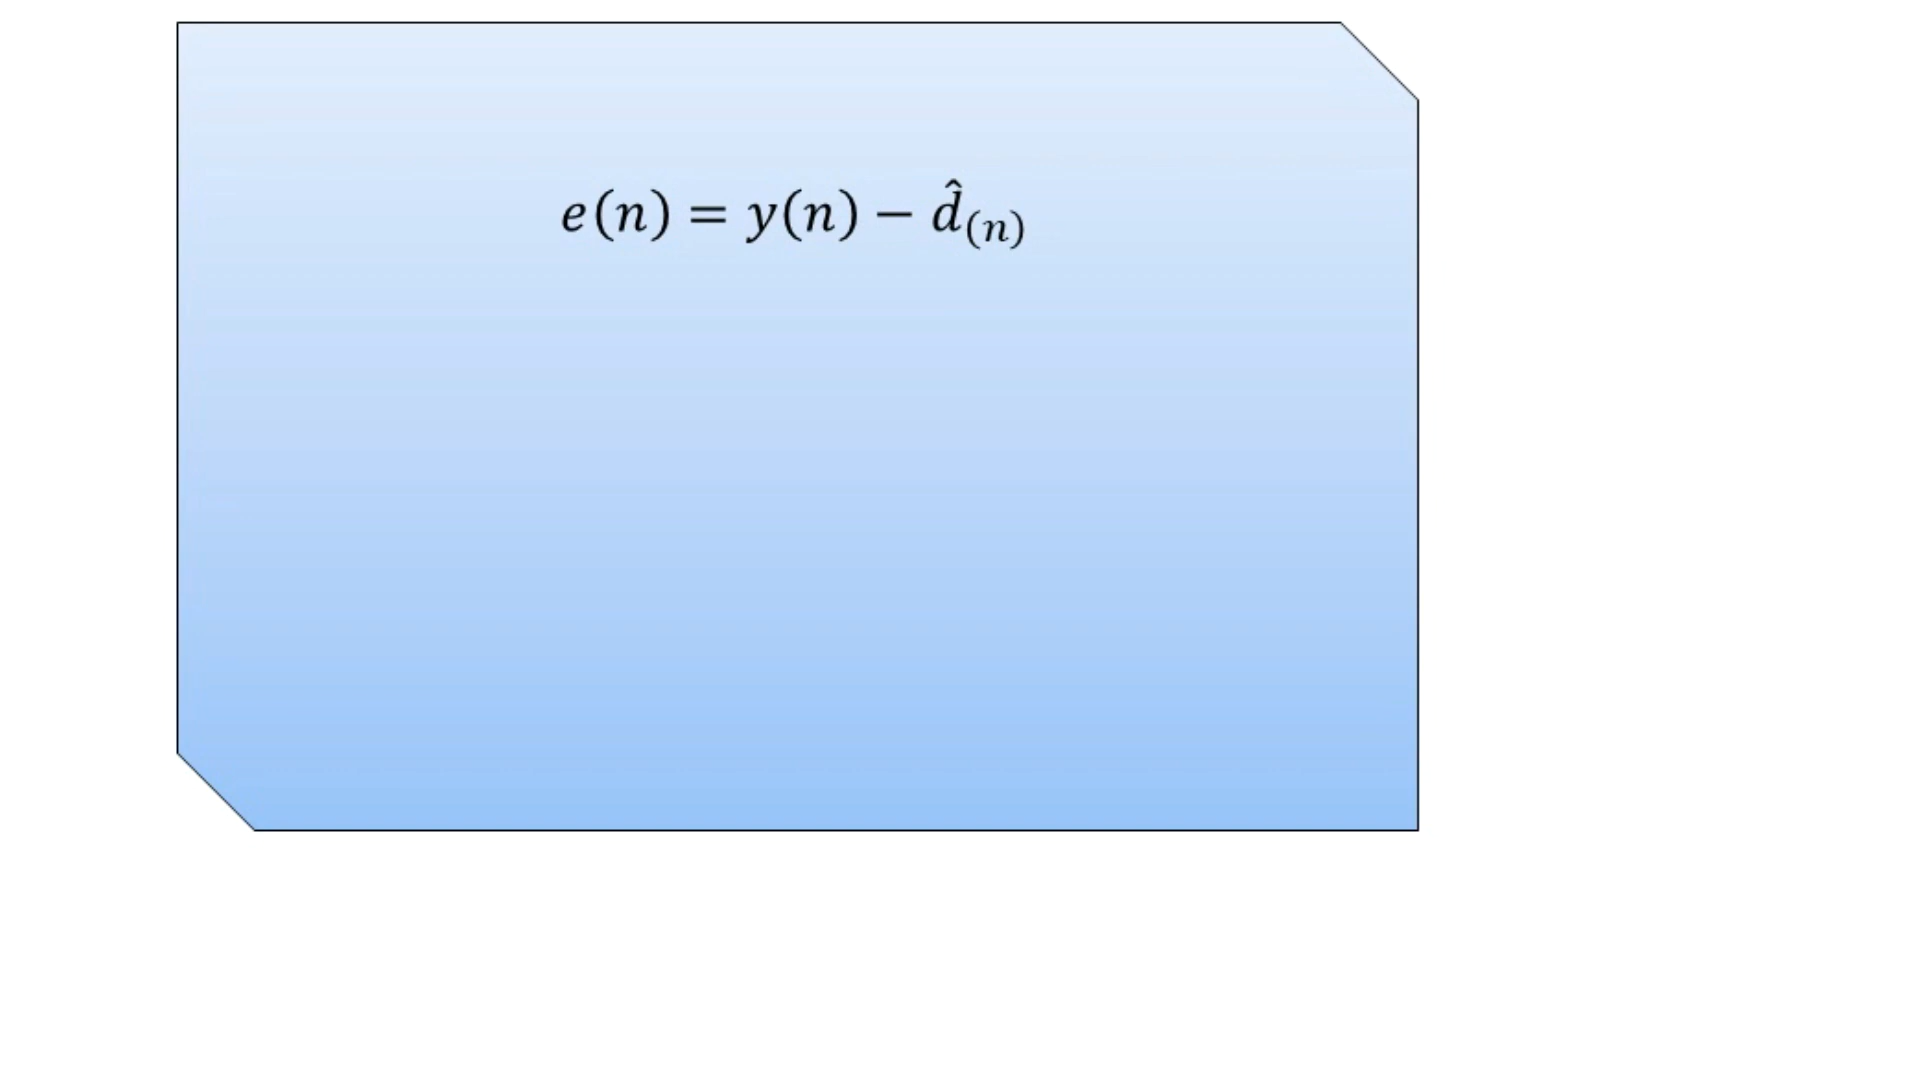 e(n) = y(n) − d̂₍ₙ₎